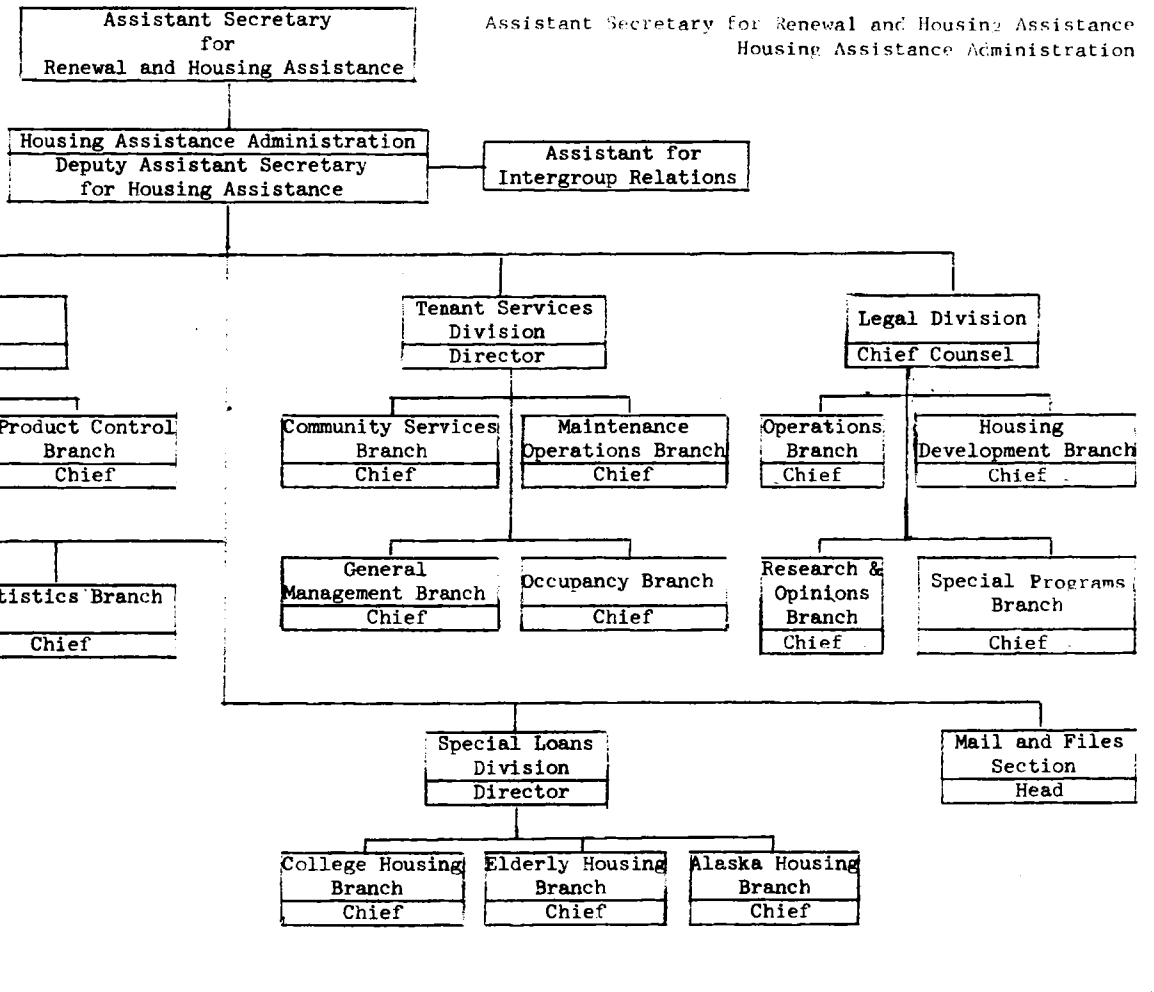 Assistant Secretary
for
Renewal and Housing Assistance
Assistant Secretary for Renewal and Housing Assistance
Housing Assistance Administration
Housing Assistance Administration
Deputy Assistant Secretary
for Housing Assistance
Assistant for
Intergroup Relations
Tenant Services
Division
Director
Legal Division
Chief Counsel
Product Control
Branch
Chief
Community Services
Branch
Chief
Maintenance
Operations Branch
Chief
Operations
Branch
Chief
Housing
Development Branch
Chief
tistics Branch
Chief
General
Management Branch
Chief
Occupancy Branch
Chief
Research &
Opinions
Branch
Chief
Special Programs
Branch
Chief
Special Loans
Division
Director
Mail and Files
Section
Head
College Housing
Branch
Chief
Elderly Housing
Branch
Chief
Alaska Housing
Branch
Chief